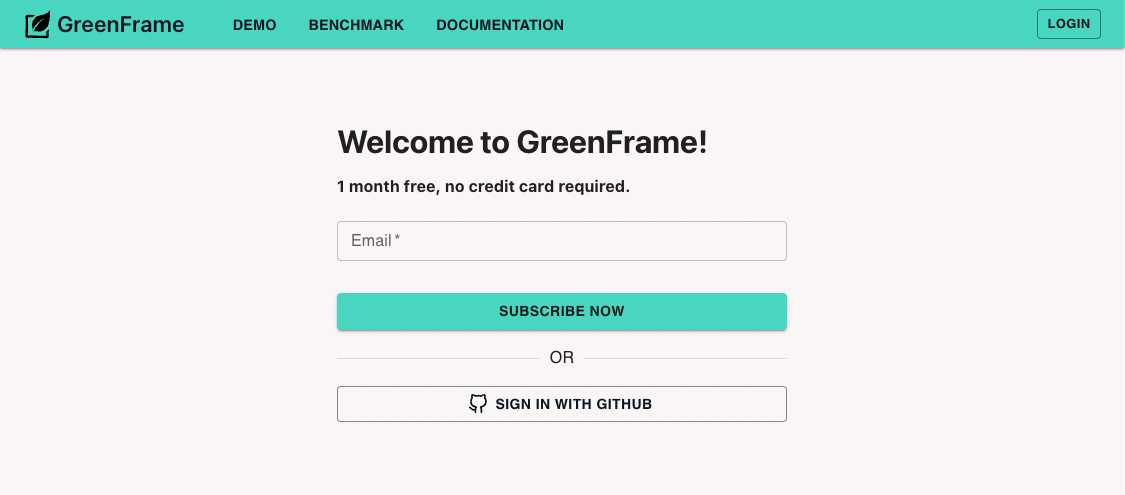 GreenFrame DEMO BENCHMARK DOCUMENTATION LOGIN
Welcome to GreenFrame!
1 month free, no credit card required.
Email *
SUBSCRIBE NOW
OR
SIGN IN WITH GITHUB